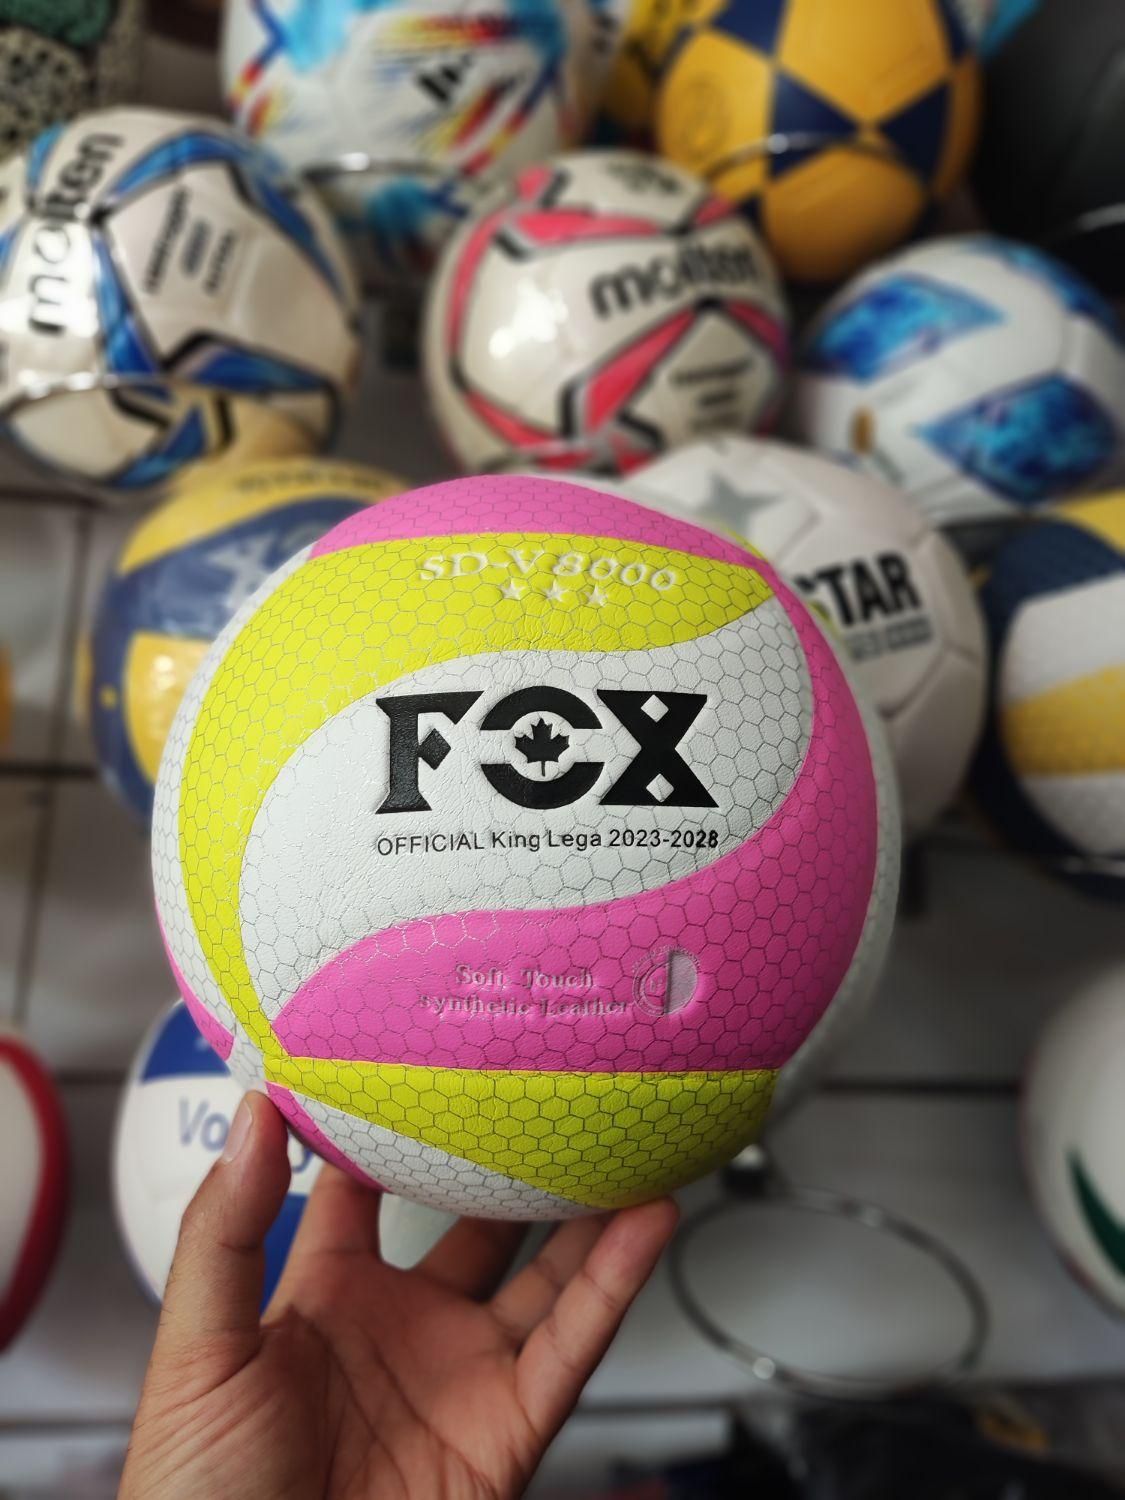 molten
molten
STAR
SD-V8000
FOX
OFFICIAL King Lega 2023-2028
Soft Touch
synthetic Leather